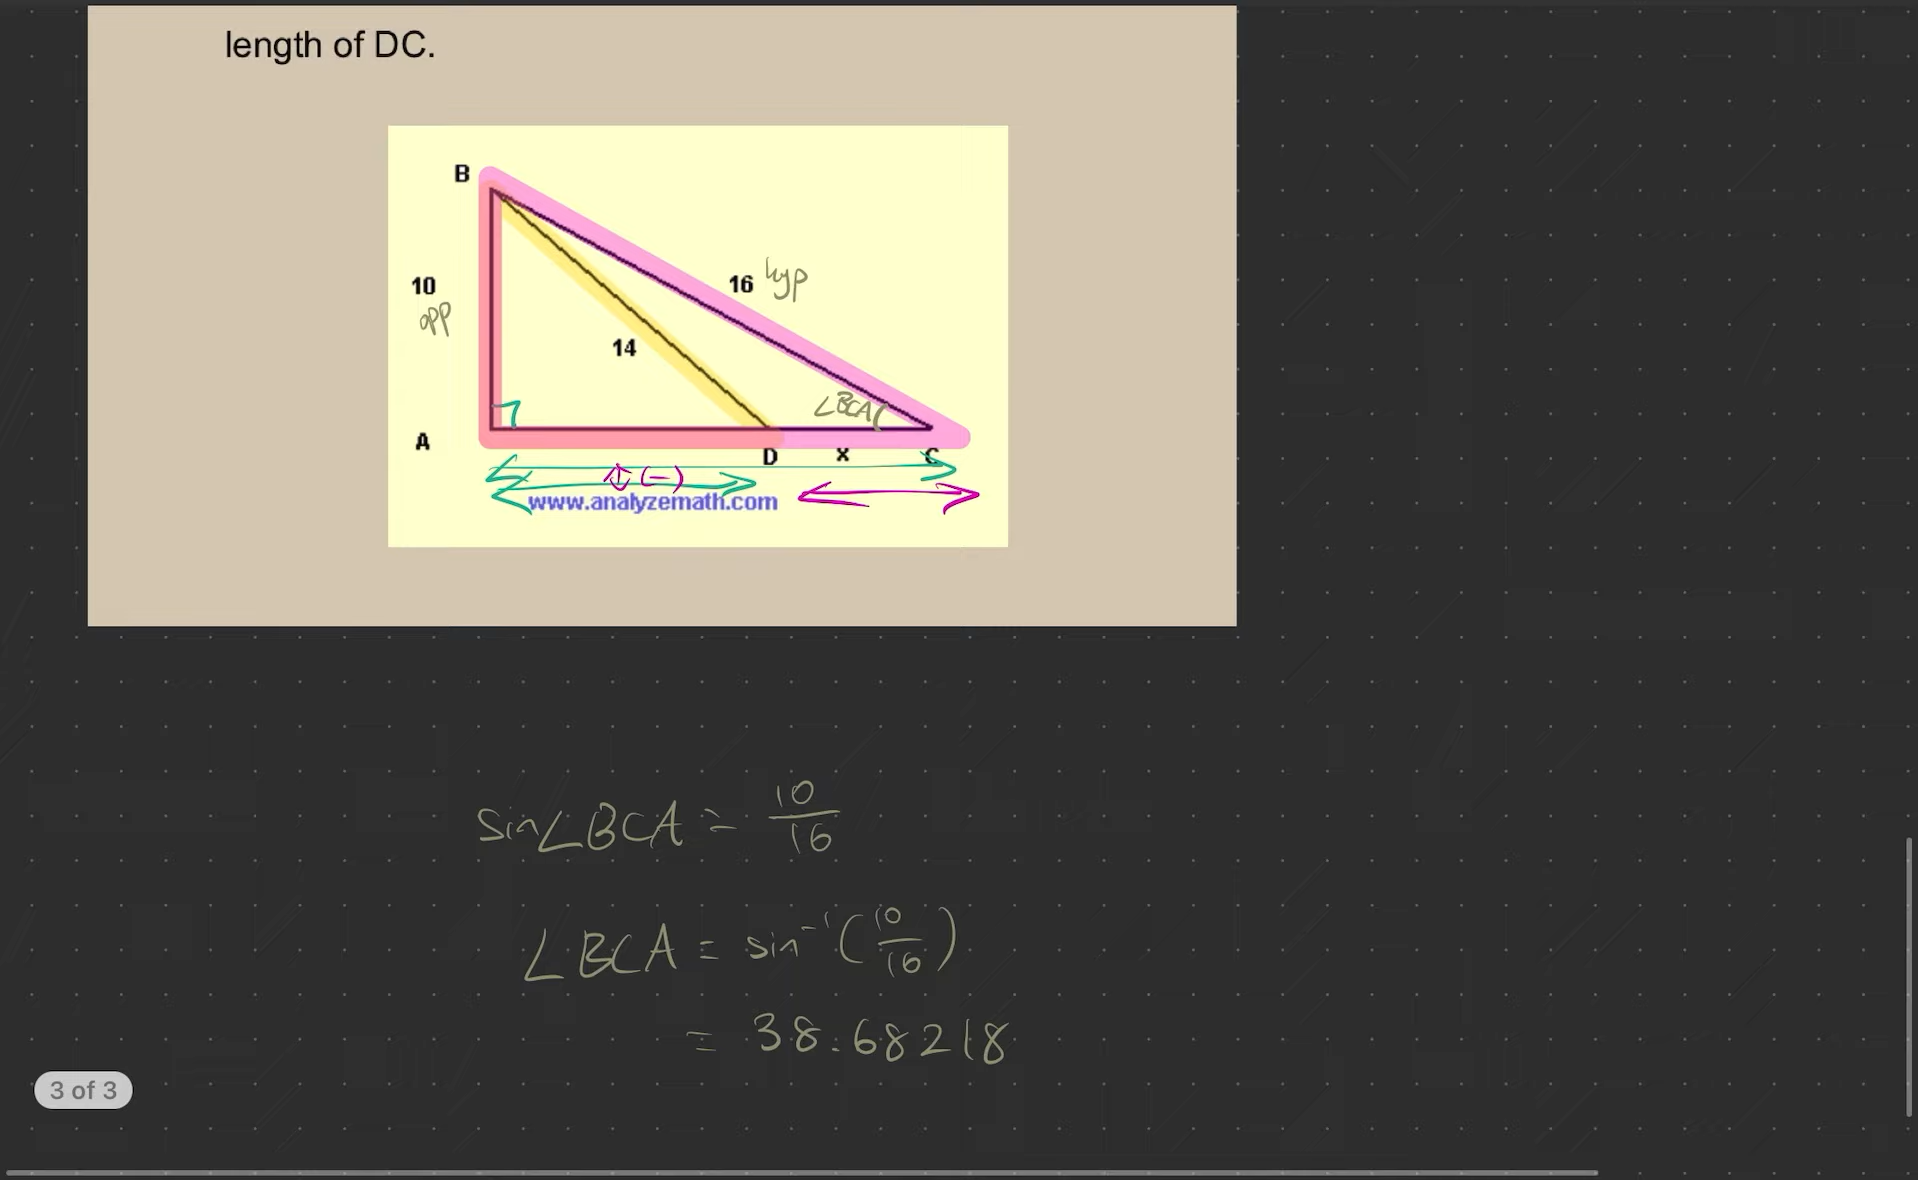 length of DC.
B
10
opp
16 hyp
14
∠BCA
A
D x C
(−)
www.analyzemath.com
sin∠BCA = 10/16
∠BCA = sin⁻¹(10/16)
= 38.68218
3 of 3